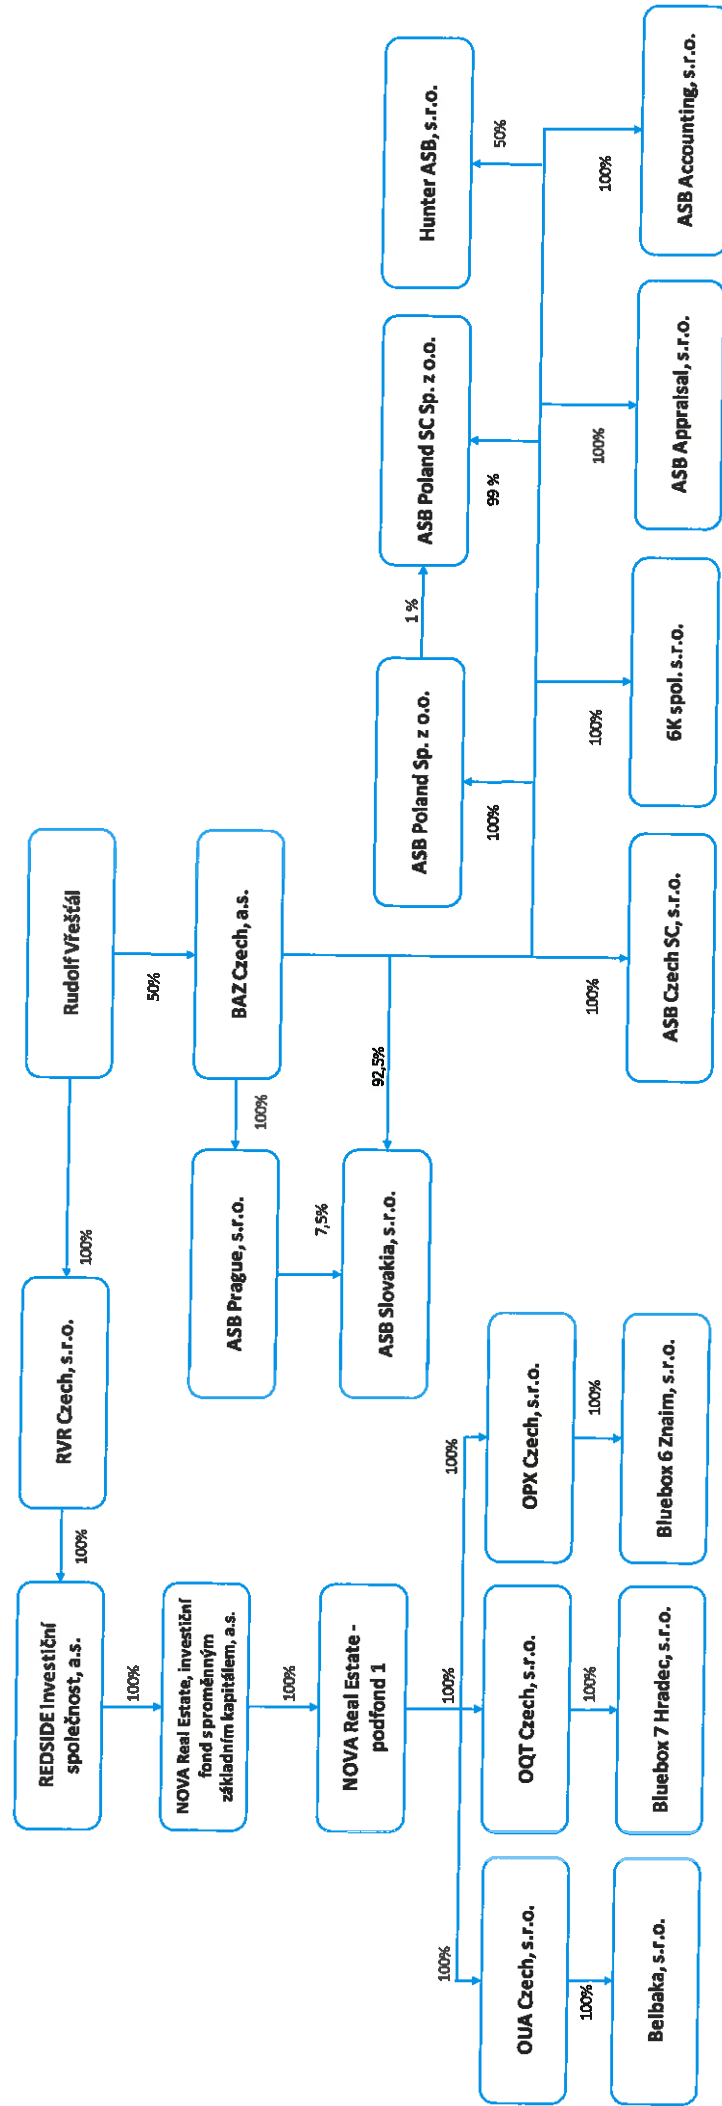 Rudolf Vřešťál
100%
RVR Czech, s.r.o.
100%
REDSIDE investiční
společnost, a.s.
100%
NOVA Real Estate, investiční
fond s proměnným
základním kapitálem, a.s.
100%
NOVA Real Estate -
podfond 1
100%
100%
100%
OUA Czech, s.r.o.
OQT Czech, s.r.o.
OPX Czech, s.r.o.
100%
100%
100%
Belbaka, s.r.o.
Bluebox 7 Hradec, s.r.o.
Bluebox 6 Znaim, s.r.o.
50%
BAZ Czech, a.s.
100%
ASB Prague, s.r.o.
7,5%
92,5%
ASB Slovakia, s.r.o.
ASB Poland Sp. z o.o.
1 %
ASB Poland SC Sp. z o.o.
Hunter ASB, s.r.o.
100%
99 %
50%
100%
100%
100%
100%
ASB Czech SC, s.r.o.
6K spol. s.r.o.
ASB Appraisal, s.r.o.
ASB Accounting, s.r.o.